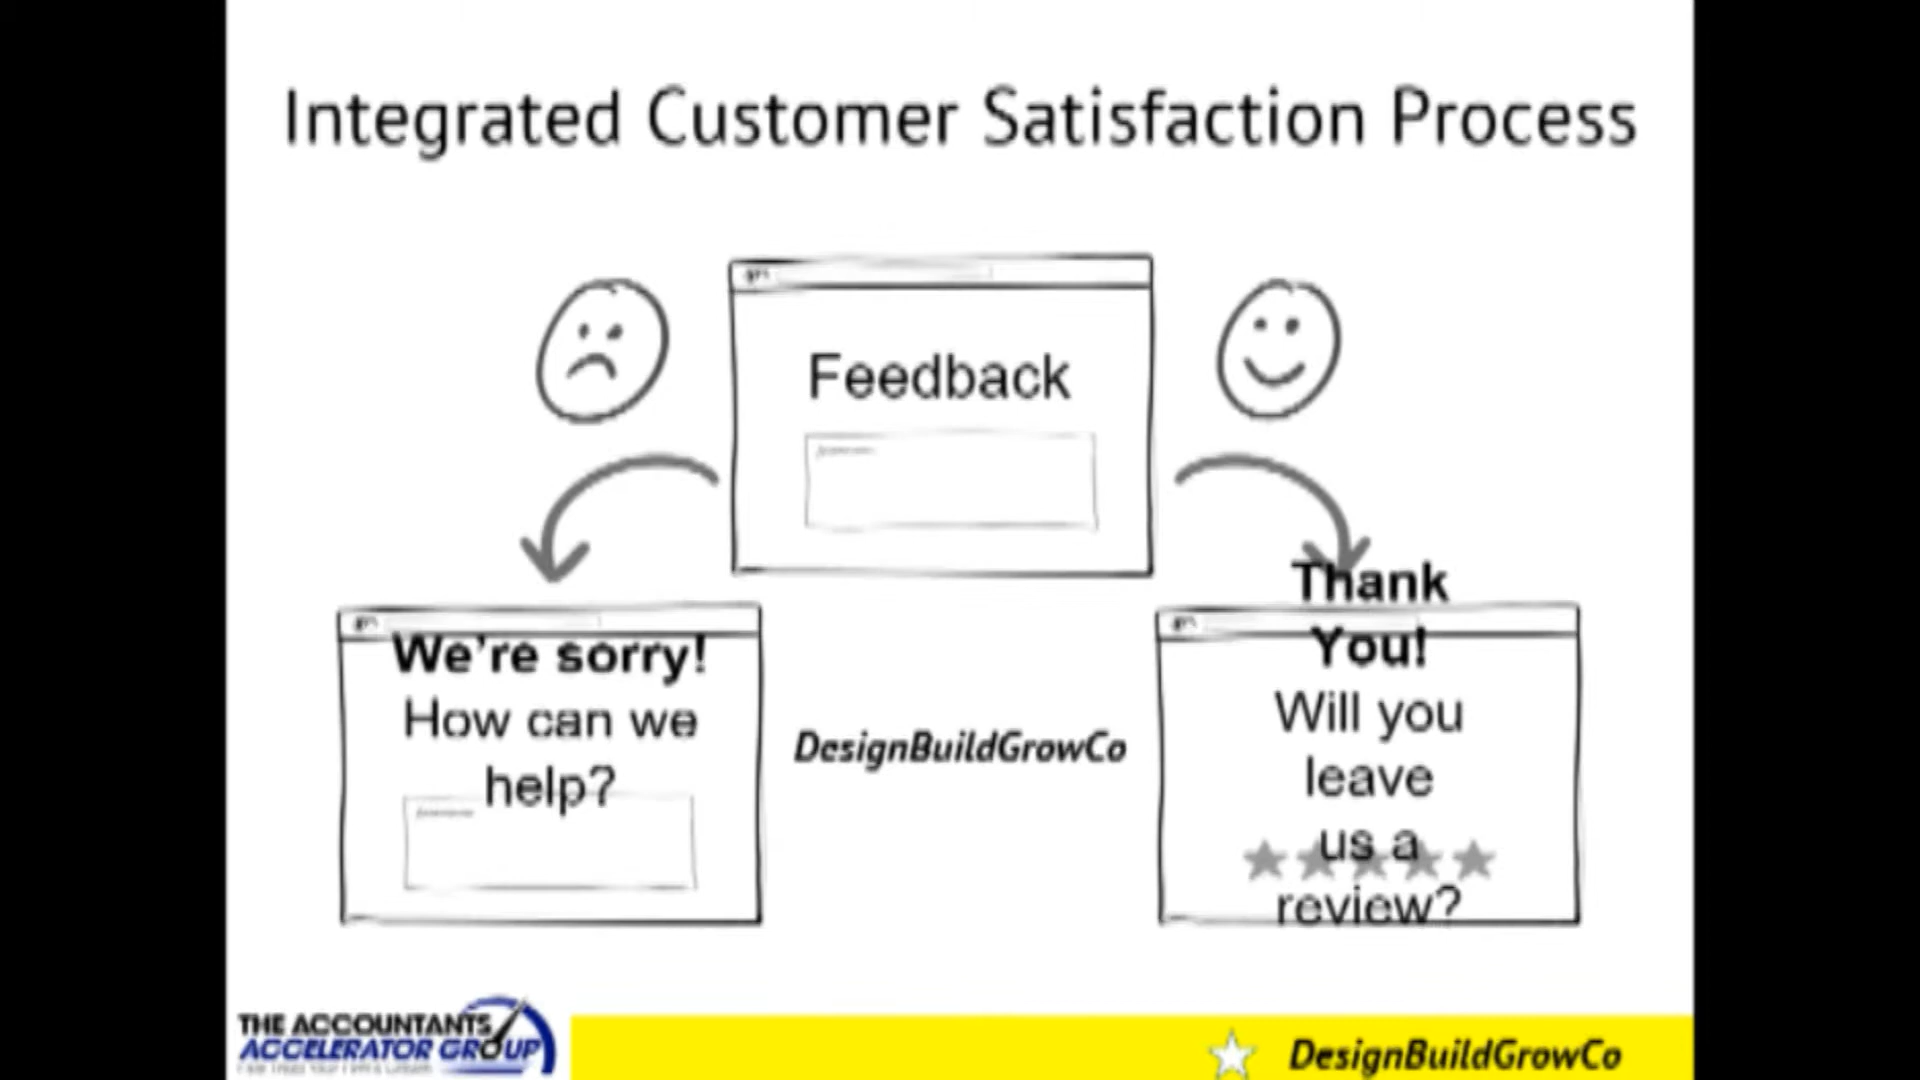 Integrated Customer Satisfaction Process
Feedback
We're sorry!
How can we
help?
DesignBuildGrowCo
Thank
You!
Will you
leave
us a
review?
THE ACCOUNTANTS
ACCELERATOR GROUP
DesignBuildGrowCo